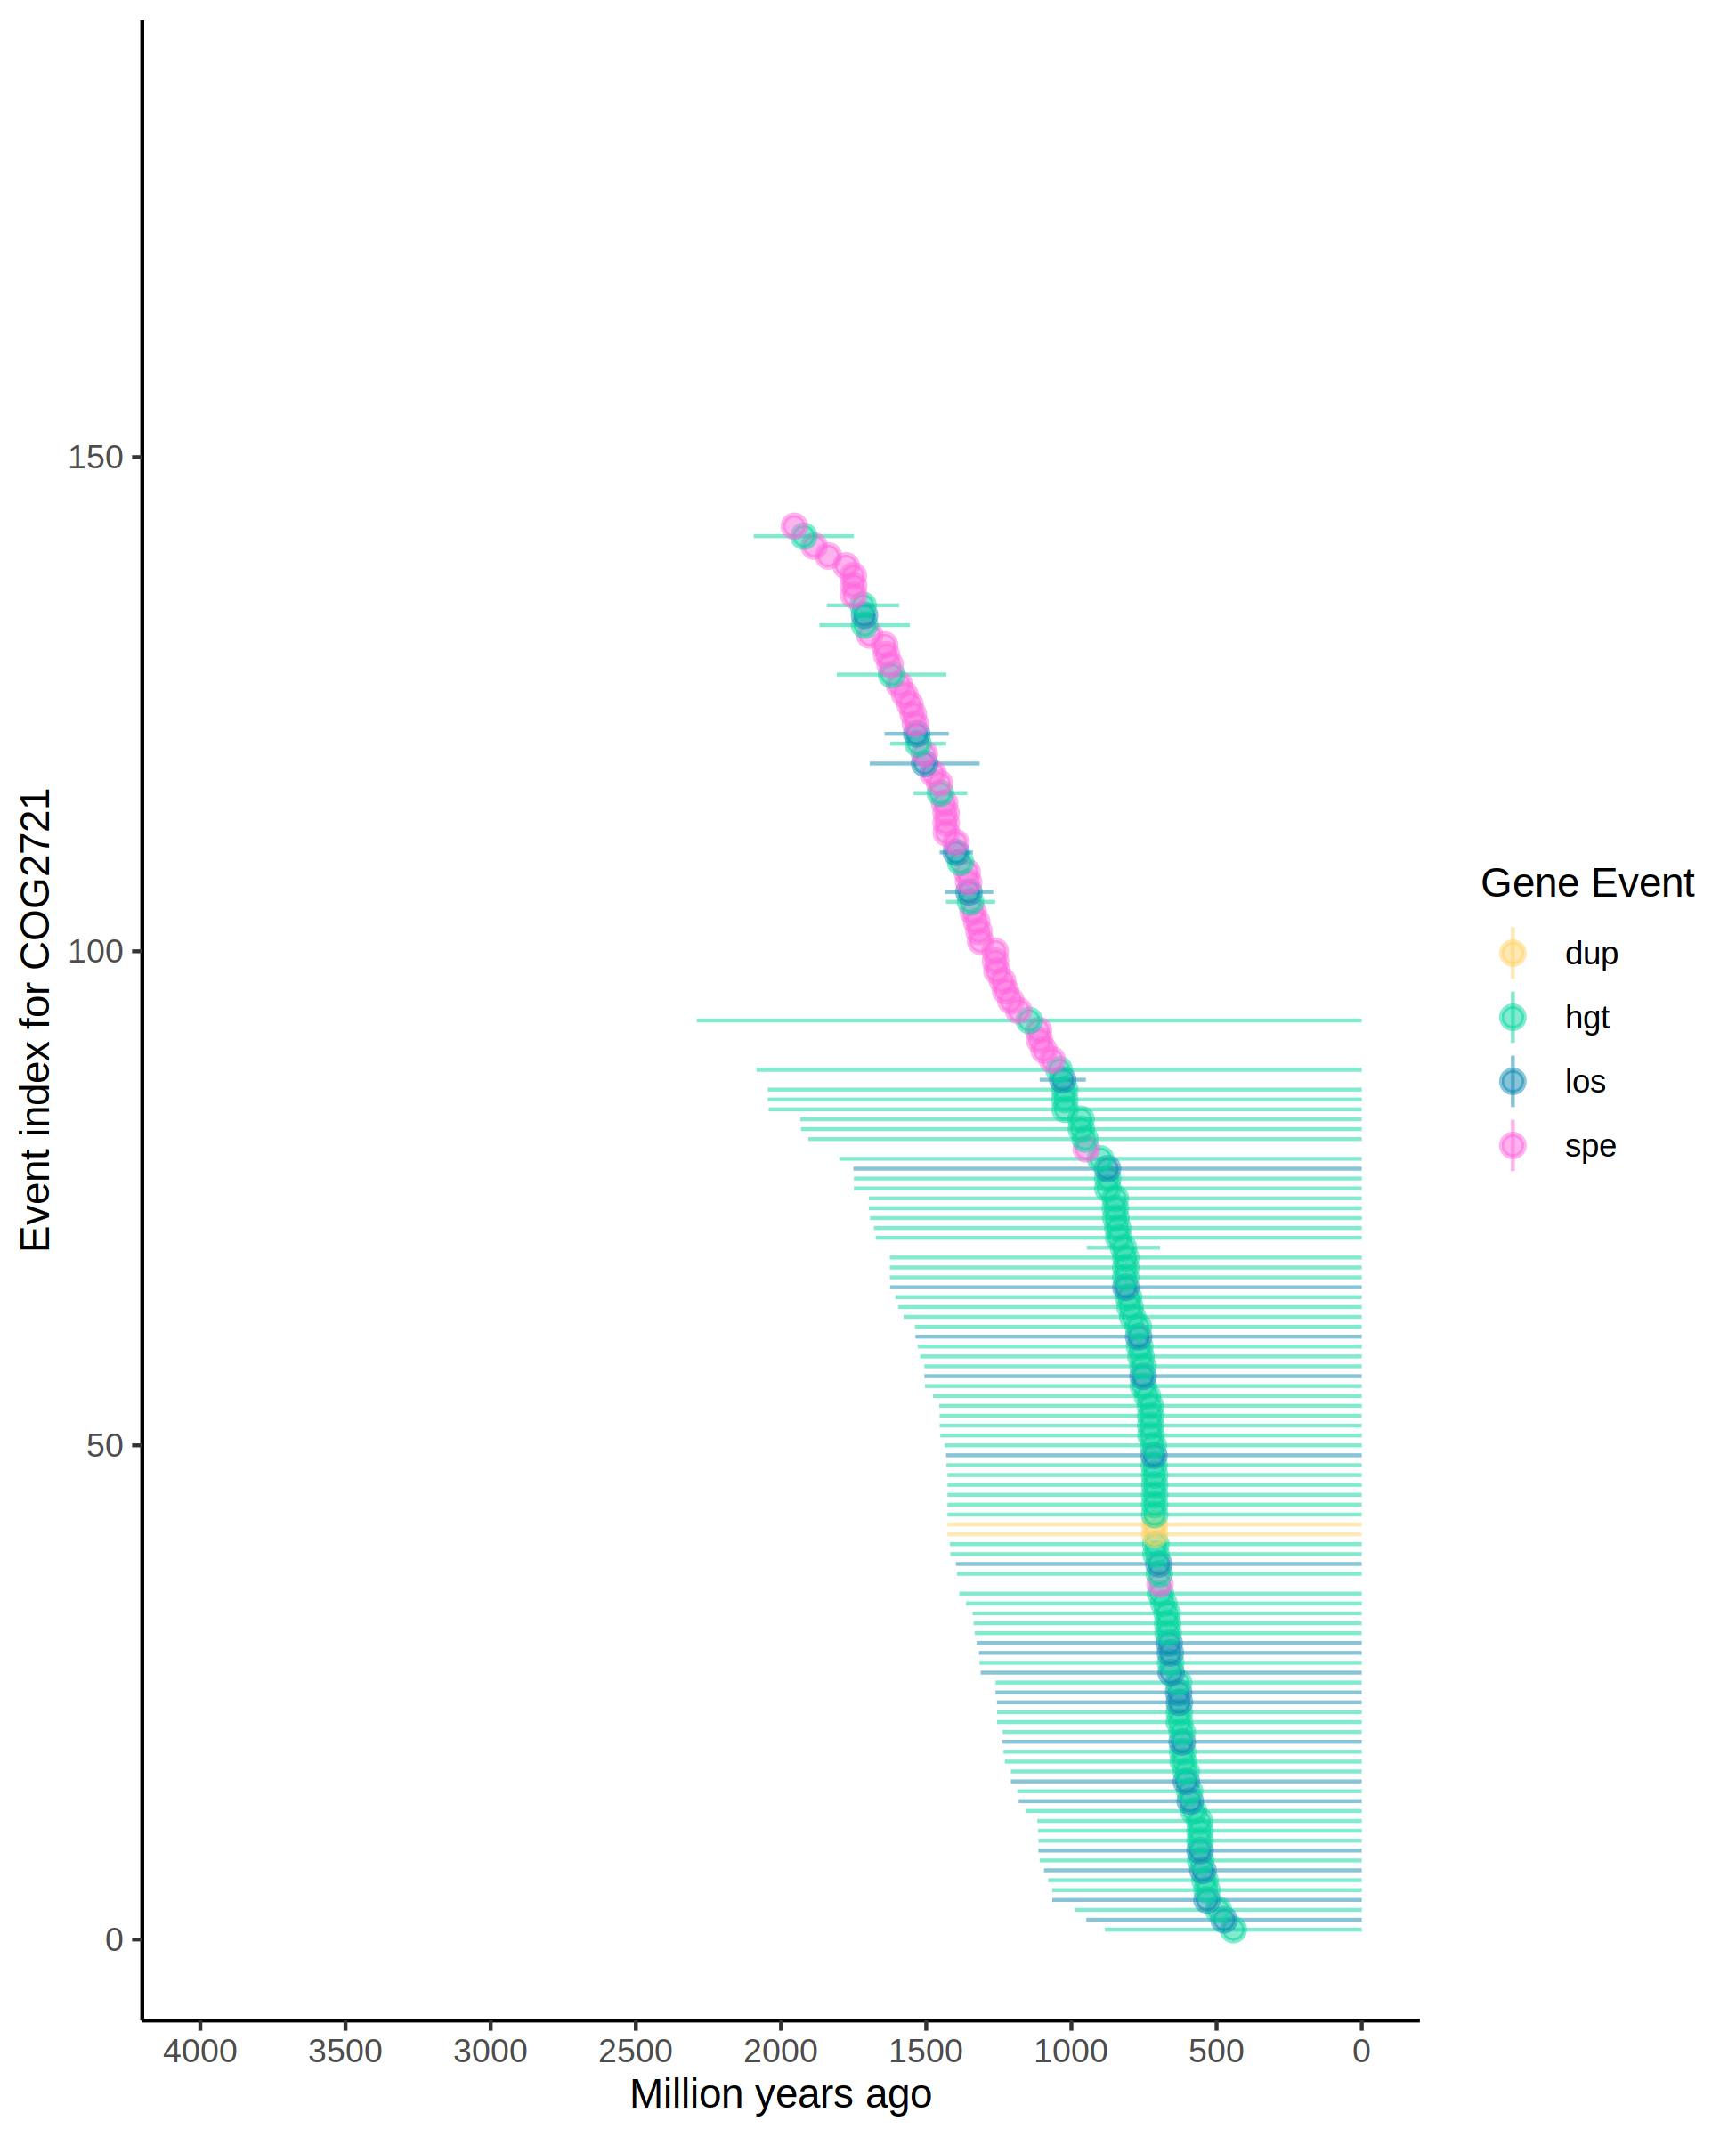 Event index for COG2721
150
100
50
0
4000 3500 3000 2500 2000 1500 1000 500 0
Million years ago
Gene Event
dup
hgt
los
spe